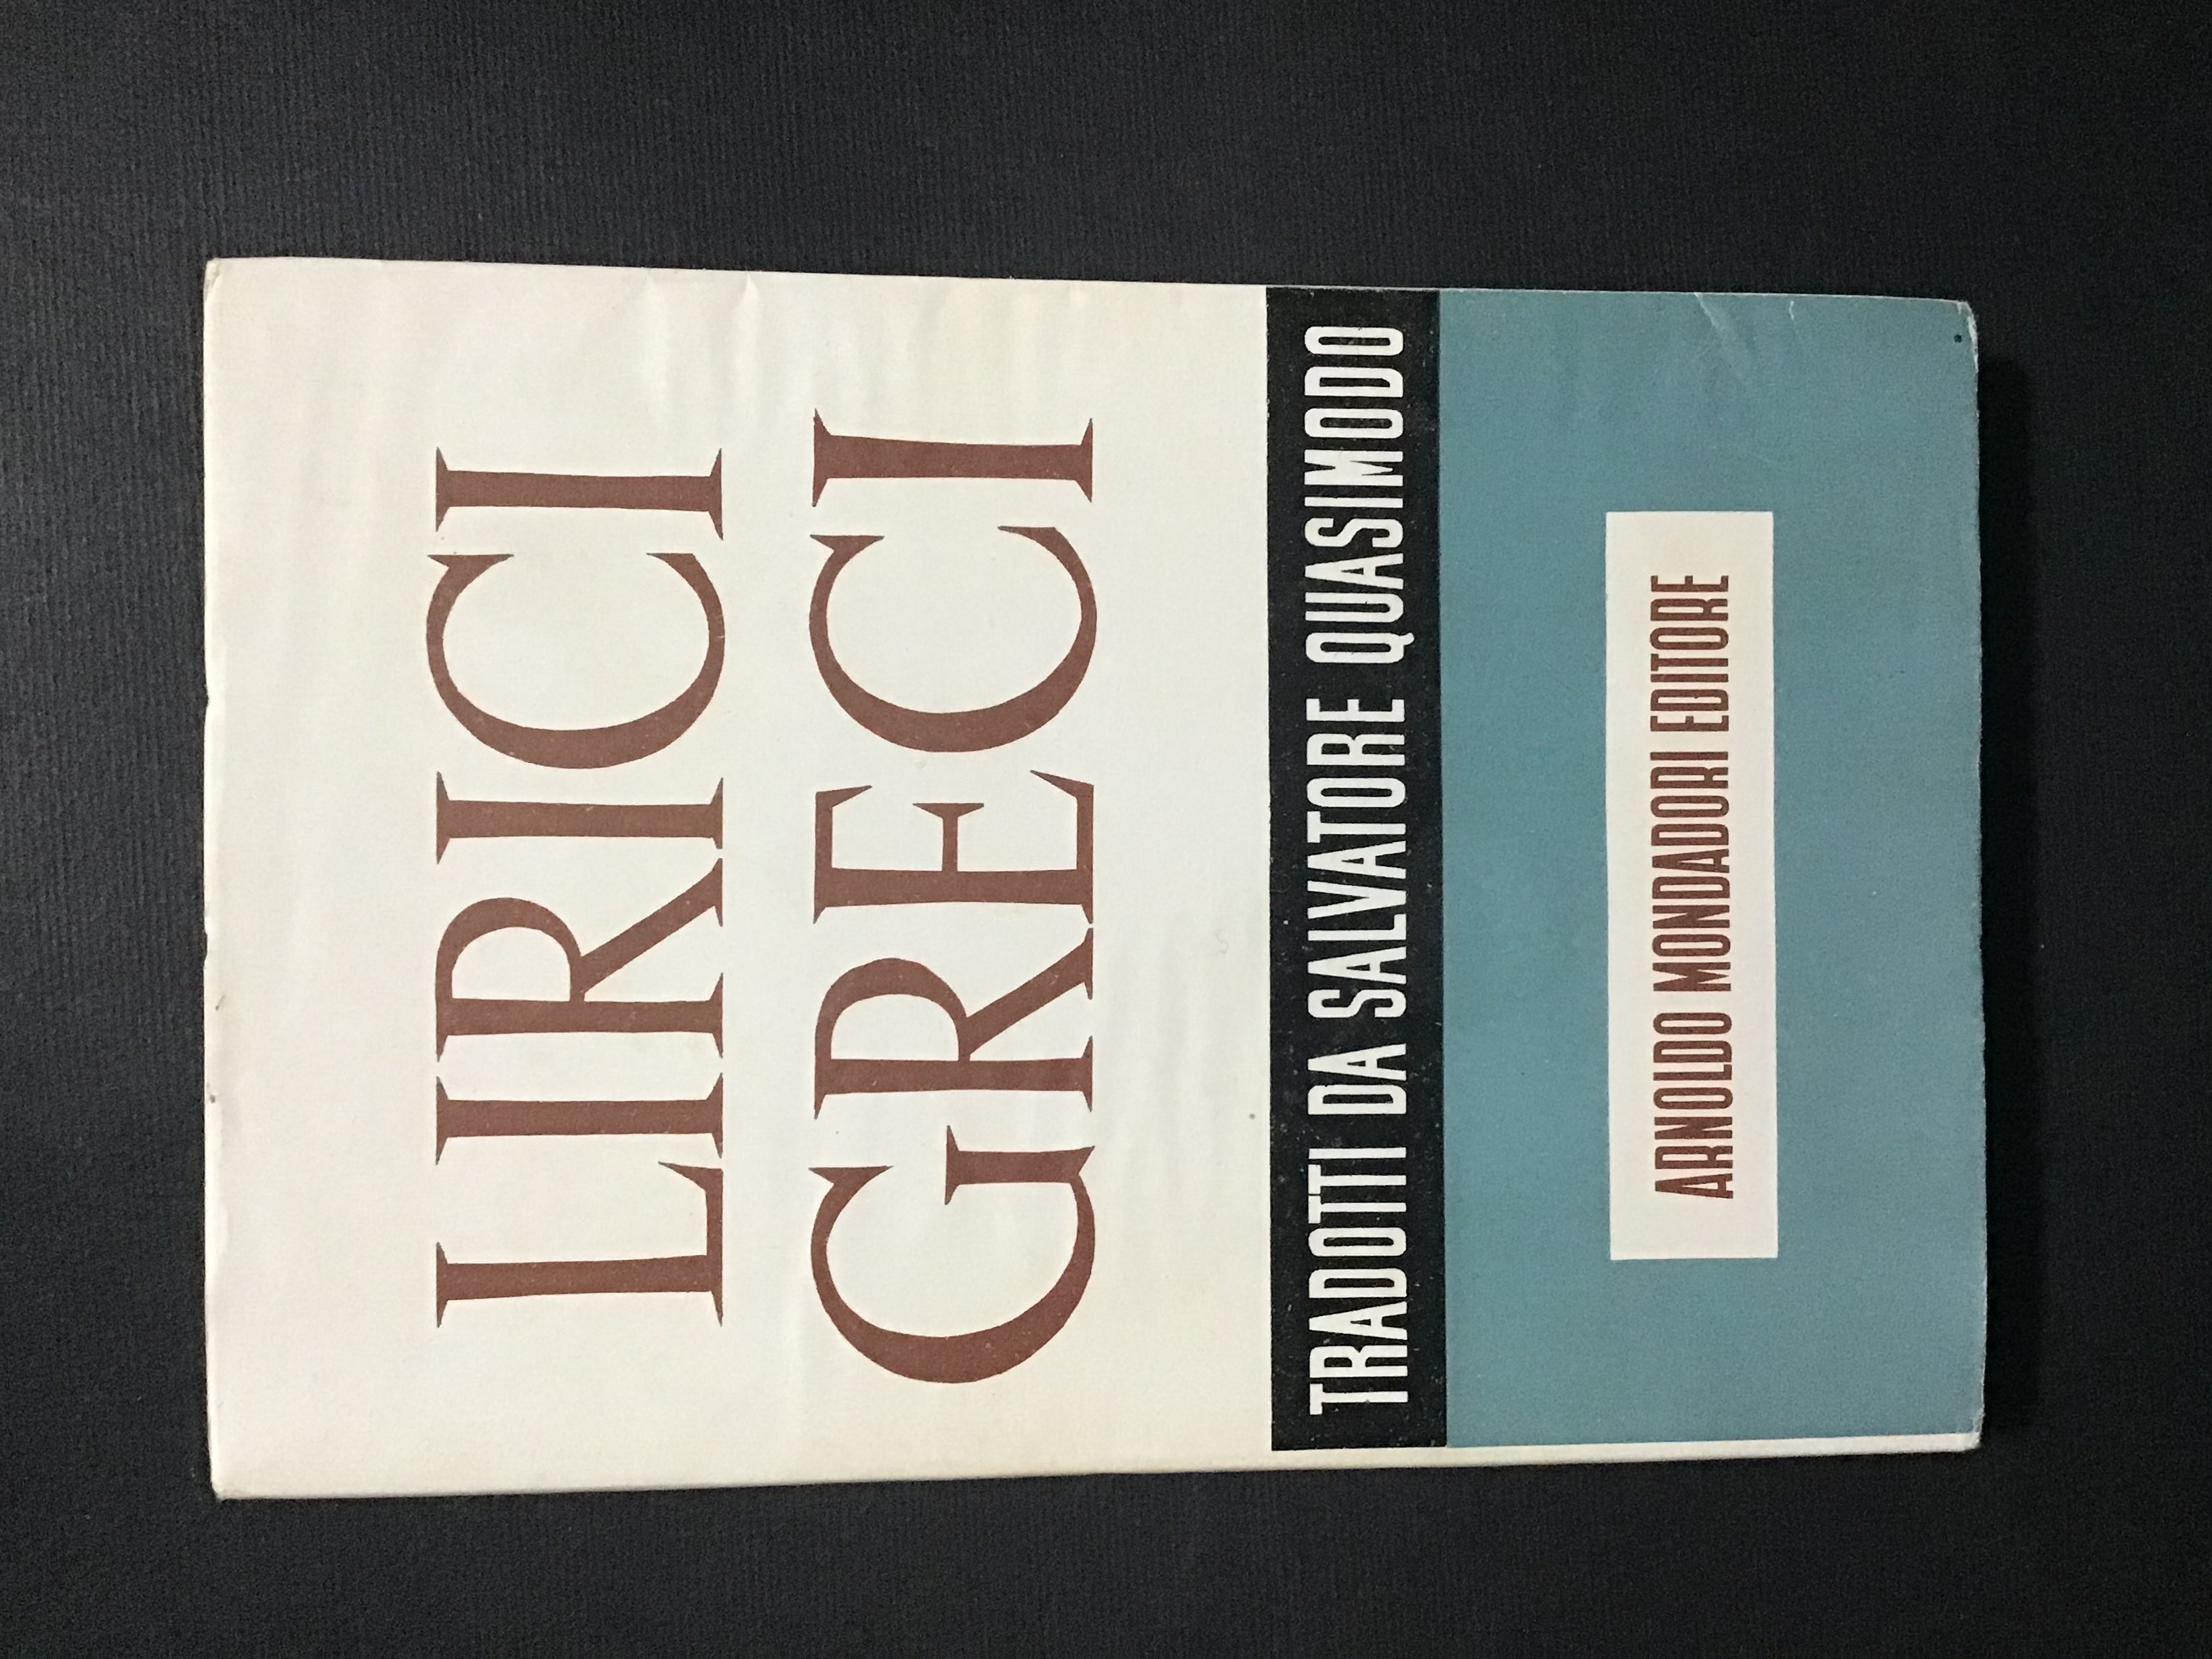 LIRICI
GRECI
TRADOTTI DA SALVATORE QUASIMODO
ARNOLDO MONDADORI EDITORE